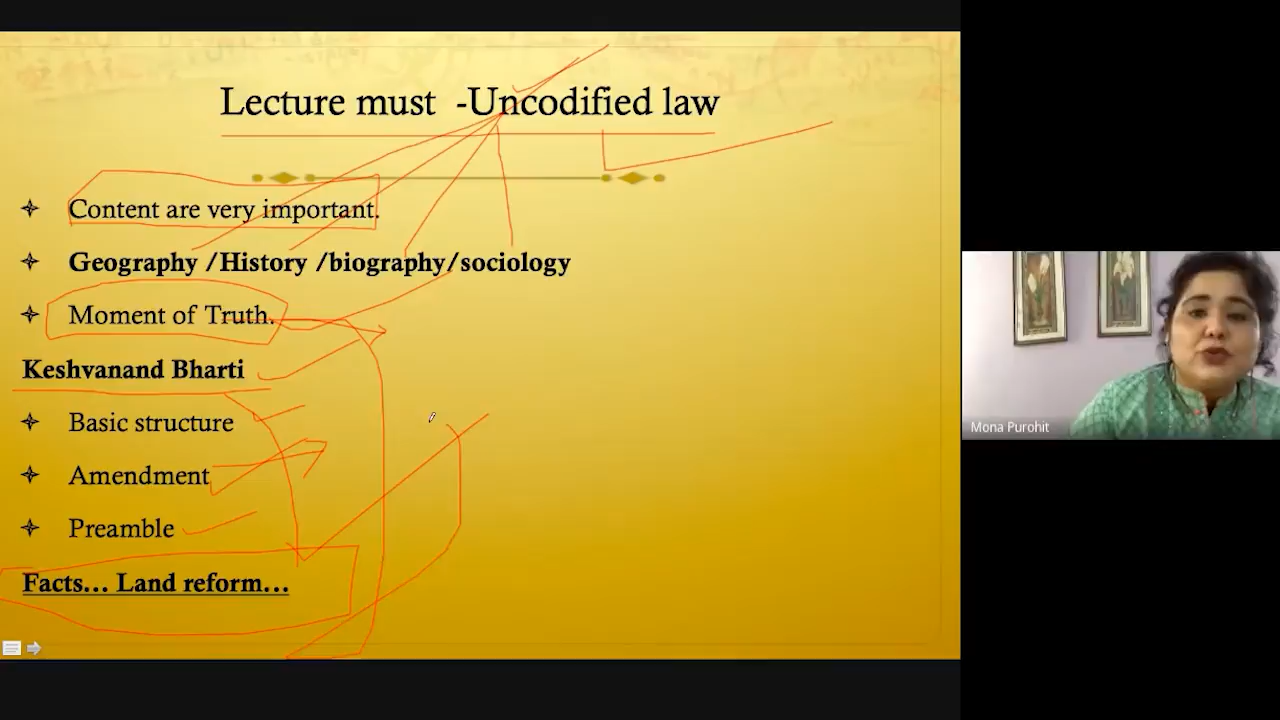 Lecture must -Uncodified law
Content are very important.
Geography /History /biography/sociology
Moment of Truth.
Keshvanand Bharti
Basic structure
Amendment
Preamble
Facts... Land reform...
Mona Purohit